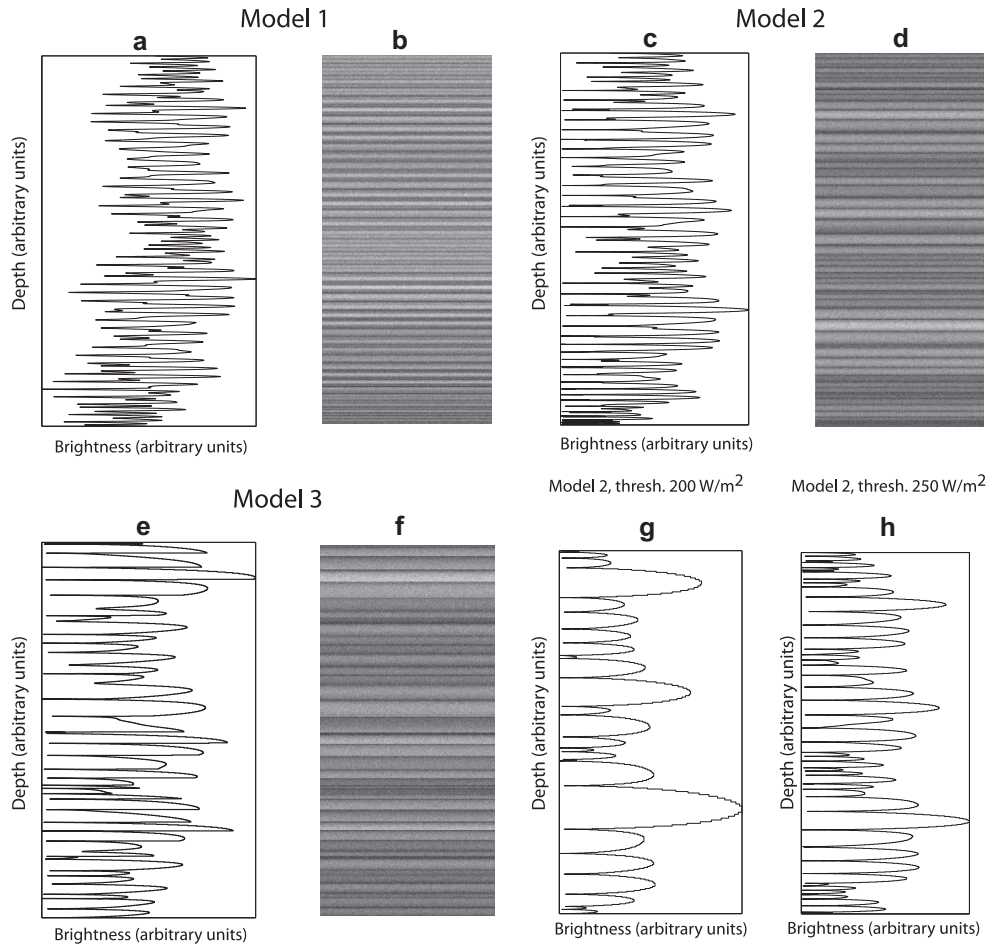 Model 1
Model 2
a
b
c
d
Depth (arbitrary units)
Depth (arbitrary units)
Brightness (arbitrary units)
Brightness (arbitrary units)
Model 3
Model 2, thresh. 200 W/m2
Model 2, thresh. 250 W/m2
e
f
g
h
Depth (arbitrary units)
Depth (arbitrary units)
Depth (arbitrary units)
Brightness (arbitrary units)
Brightness (arbitrary units)
Brightness (arbitrary units)